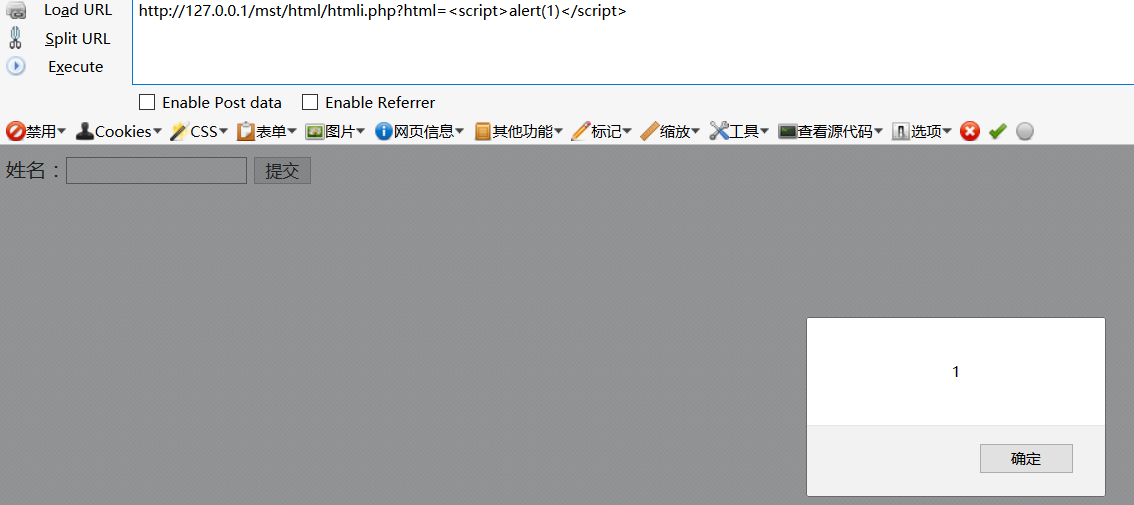 Load URL
http://127.0.0.1/mst/html/htmli.php?html=<script>alert(1)</script>
Split URL
Execute
Enable Post data Enable Referrer
禁用 Cookies CSS 表单 图片 网页信息 其他功能 标记 缩放 工具 查看源代码 选项
姓名： 提交
1
确定